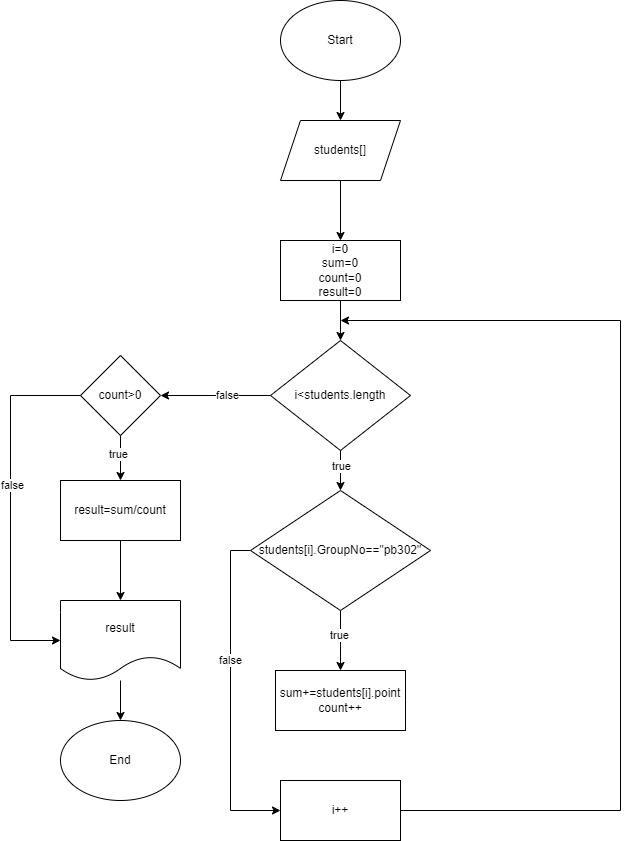 Start
students[]
i=0
sum=0
count=0
result=0
i<students.length
false
count>0
true
false
result=sum/count
result
End
true
students[i].GroupNo=="pb302"
true
false
sum+=students[i].point
count++
i++